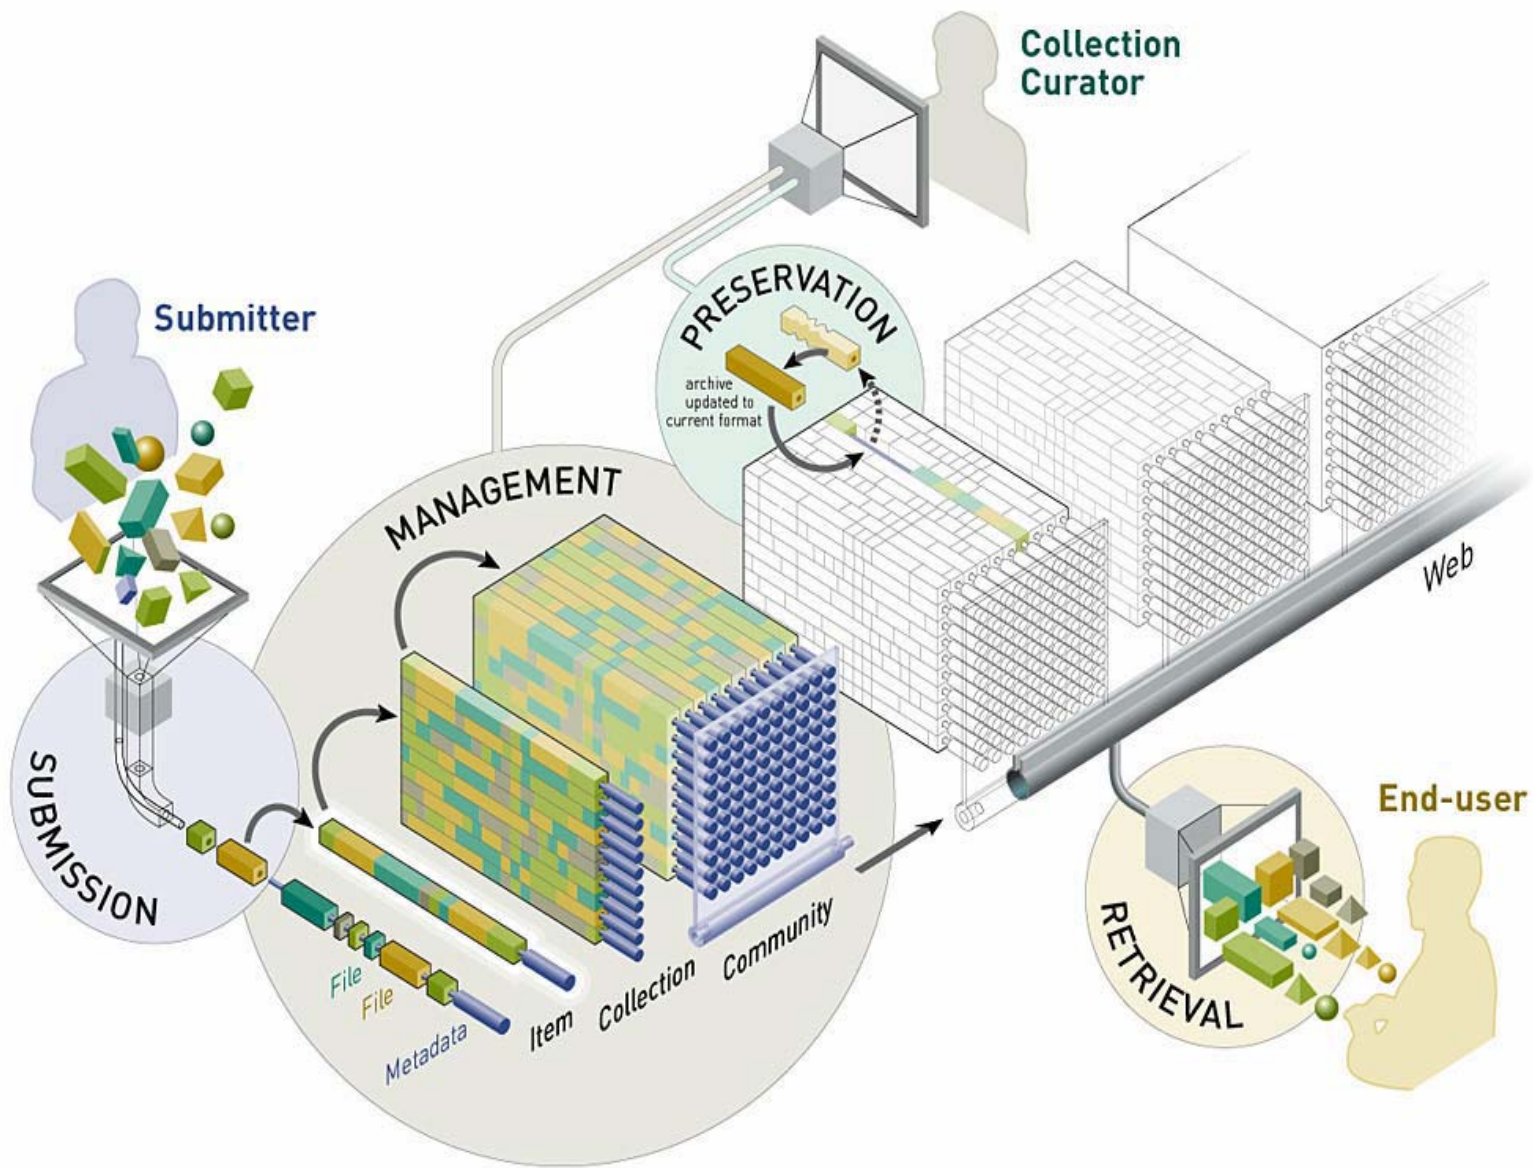 Collection
Curator
Submitter
PRESERVATION
archive
updated to
current format
MANAGEMENT
Web
SUBMISSION
End-user
RETRIEVAL
File
File
Metadata
Item
Collection
Community